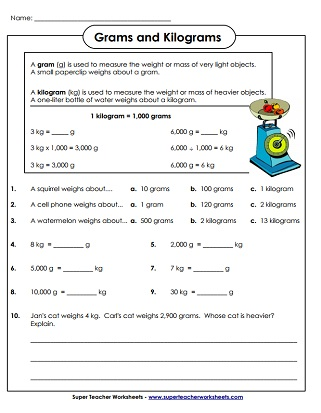 Name: ____________________
Grams and Kilograms
A gram (g) is used to measure the weight or mass of very light objects.
A small paperclip weighs about a gram.
A kilogram (kg) is used to measure the weight or mass of heavier objects.
A one-liter bottle of water weighs about a kilogram.
1 kilogram = 1,000 grams
3 kg = _____ g 6,000 g = _____ kg
3 kg x 1,000 = 3,000 g 6,000 ÷ 1,000 = 6 kg
3 kg = 3,000 g 6,000 g = 6 kg
1. A squirrel weighs about.... a. 10 grams b. 100 grams c. 1 kilogram
2. A cell phone weighs about... a. 1 gram b. 120 grams c. 2 kilograms
3. A watermelon weighs about... a. 500 grams b. 2 kilograms c. 13 kilograms
4. 8 kg = ________ g 5. 2,000 g = ________ kg
6. 5,000 g = ________ kg 7. 7 kg = ________ g
8. 10,000 g = ________ kg 9. 30 kg = ________ g
10. Jan's cat weighs 4 kg. Carl's cat weighs 2,900 grams. Whose cat is heavier?
Explain.
Super Teacher Worksheets - www.superteacherworksheets.com